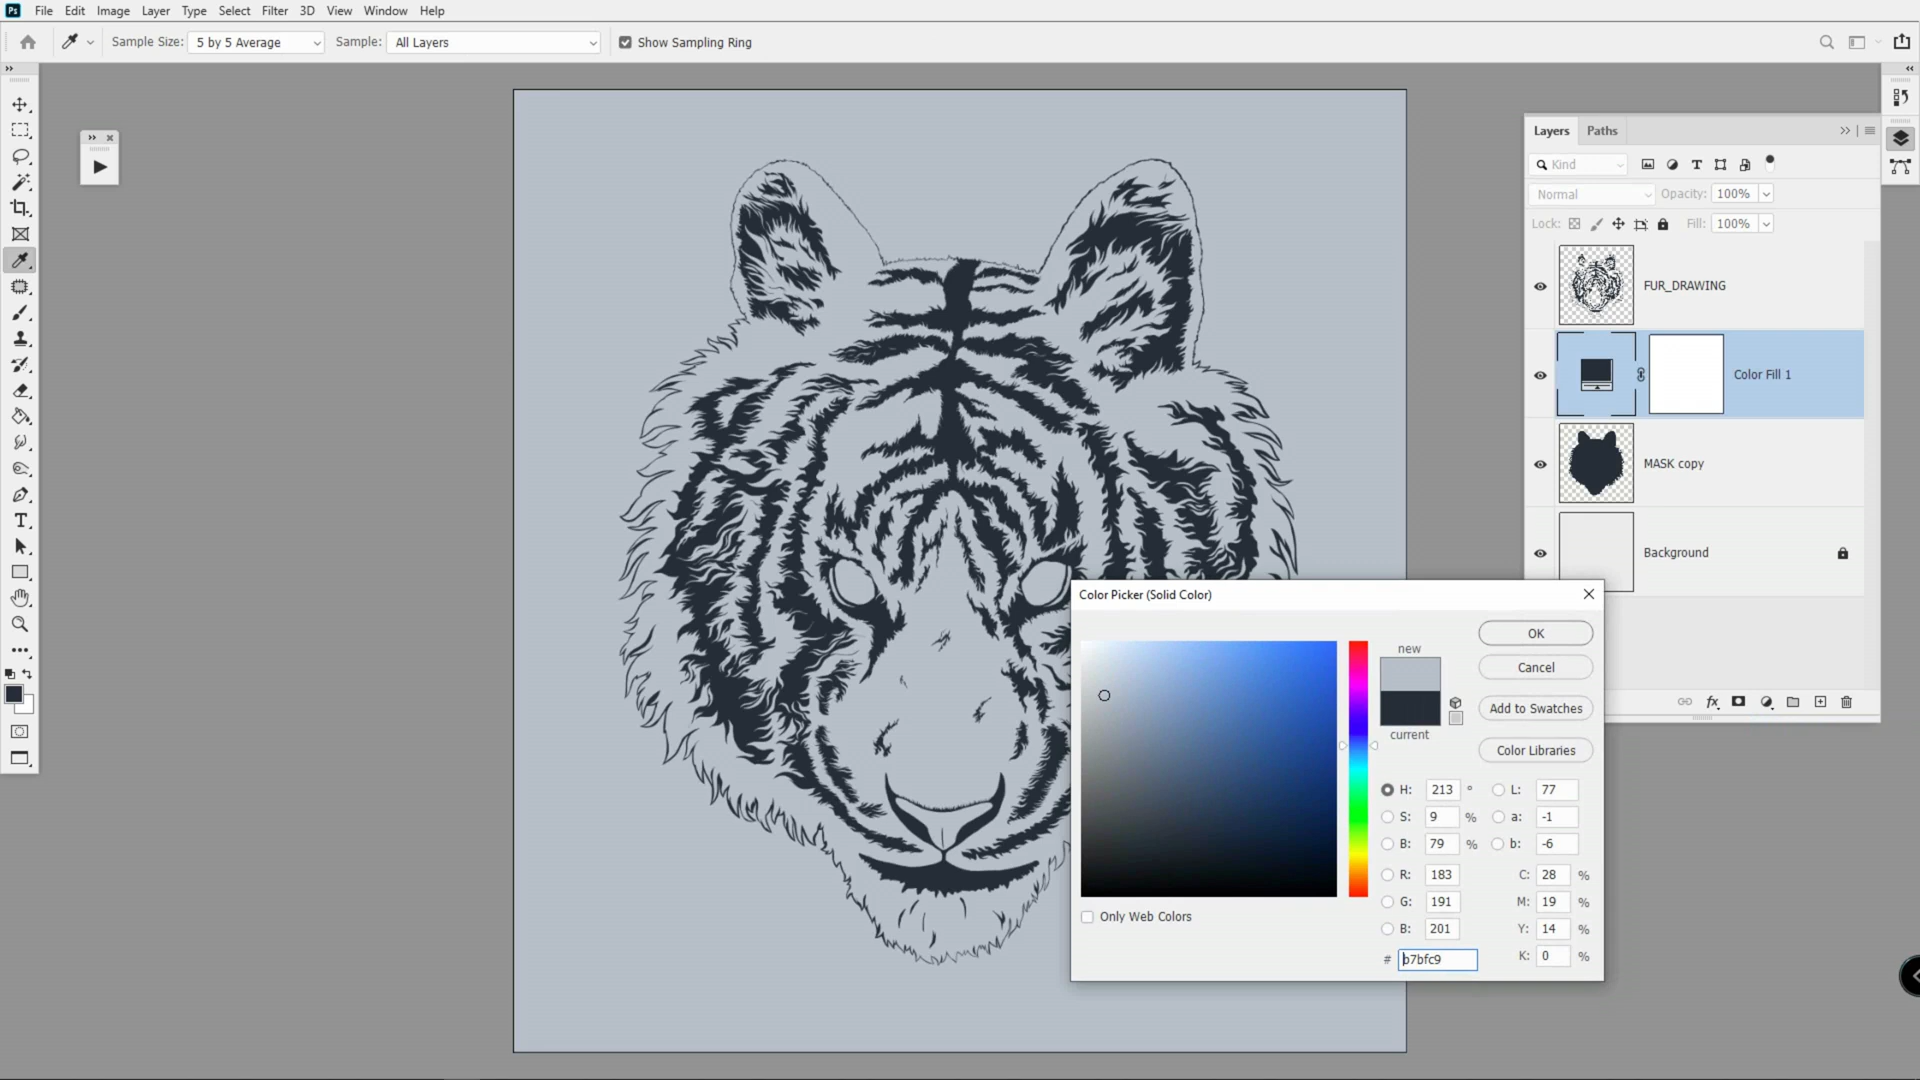 Ps File Edit Image Layer Type Select Filter 3D View Window Help
Sample Size: 5 by 5 Average Sample: All Layers Show Sampling Ring
Layers Paths
Kind
Normal Opacity: 100%
Lock: Fill: 100%
FUR_DRAWING
Color Fill 1
MASK copy
Background
Color Picker (Solid Color)
new
current
OK
Cancel
Add to Swatches
Color Libraries
H: 213 ° L: 77
S: 9 % a: -1
B: 79 % b: -6
R: 183 C: 28 %
G: 191 M: 19 %
B: 201 Y: 14 %
# b7bfc9 K: 0 %
Only Web Colors
fx